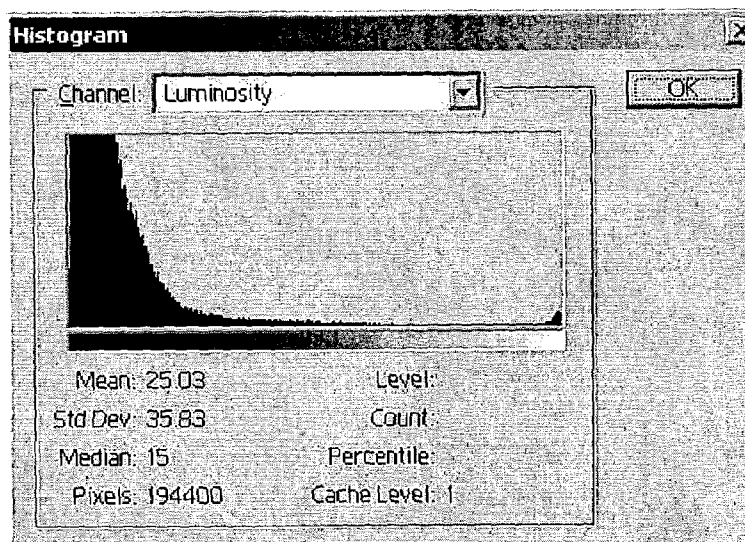 Histogram
Channel: Luminosity
OK
Mean: 25.03
Level:
Std Dev: 35.83
Count:
Median: 15
Percentile:
Pixels: 194400
Cache Level: 1